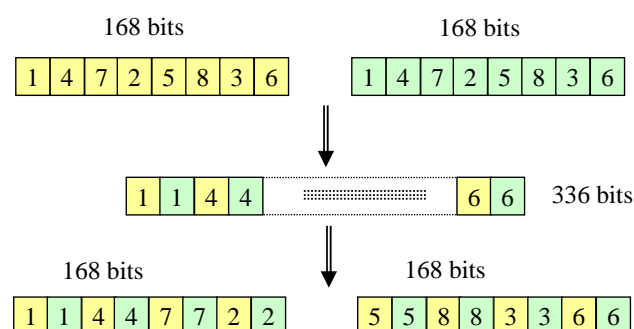 168 bits 168 bits
1 4 7 2 5 8 3 6 1 4 7 2 5 8 3 6
1 1 4 4 6 6 336 bits
168 bits 168 bits
1 1 4 4 7 7 2 2 5 5 8 8 3 3 6 6